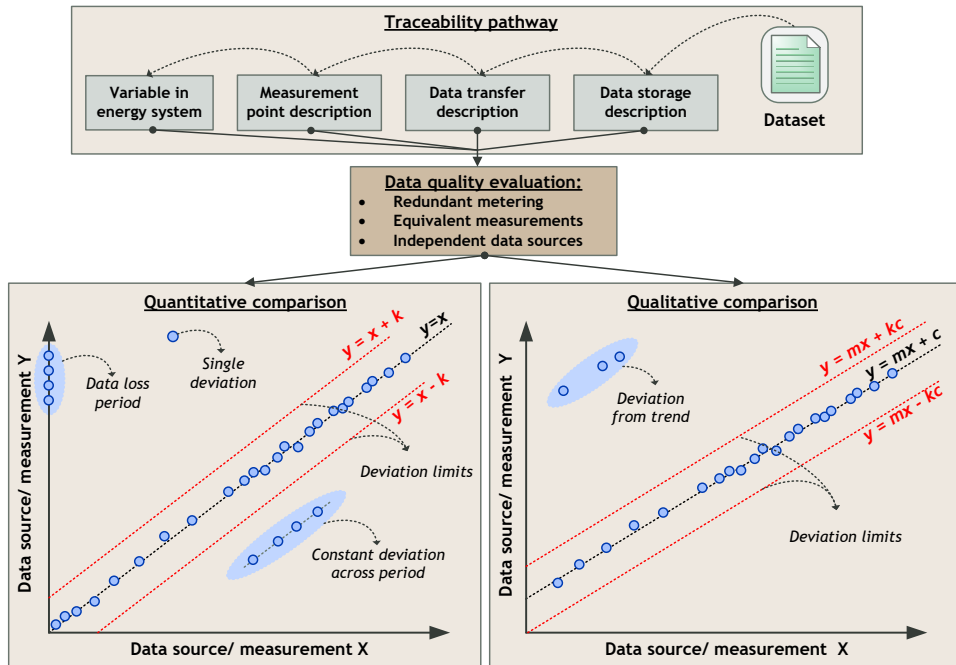 Traceability pathway
Variable in
energy system
Measurement
point description
Data transfer
description
Data storage
description
Dataset
Data quality evaluation:
• Redundant metering
• Equivalent measurements
• Independent data sources
Quantitative comparison
Data source/ measurement Y
Data source/ measurement X
Data loss
period
Single
deviation
y = x + k
y=x
y = x - k
Deviation limits
Constant deviation
across period
Qualitative comparison
Data source/ measurement Y
Data source/ measurement X
Deviation
from trend
y = mx + kc
y = mx + c
y = mx - kc
Deviation limits